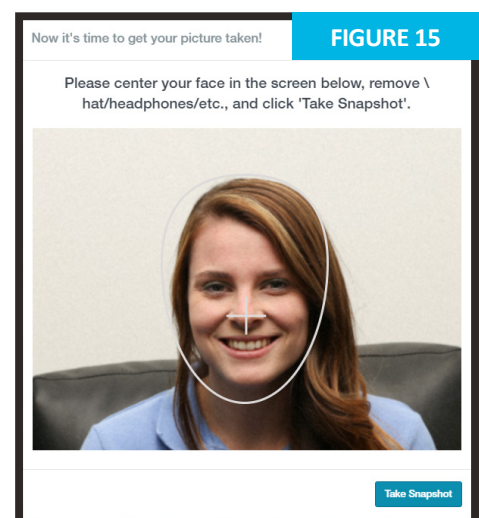 Now it's time to get your picture taken!
FIGURE 15
Please center your face in the screen below, remove \
hat/headphones/etc., and click 'Take Snapshot'.
Take Snapshot